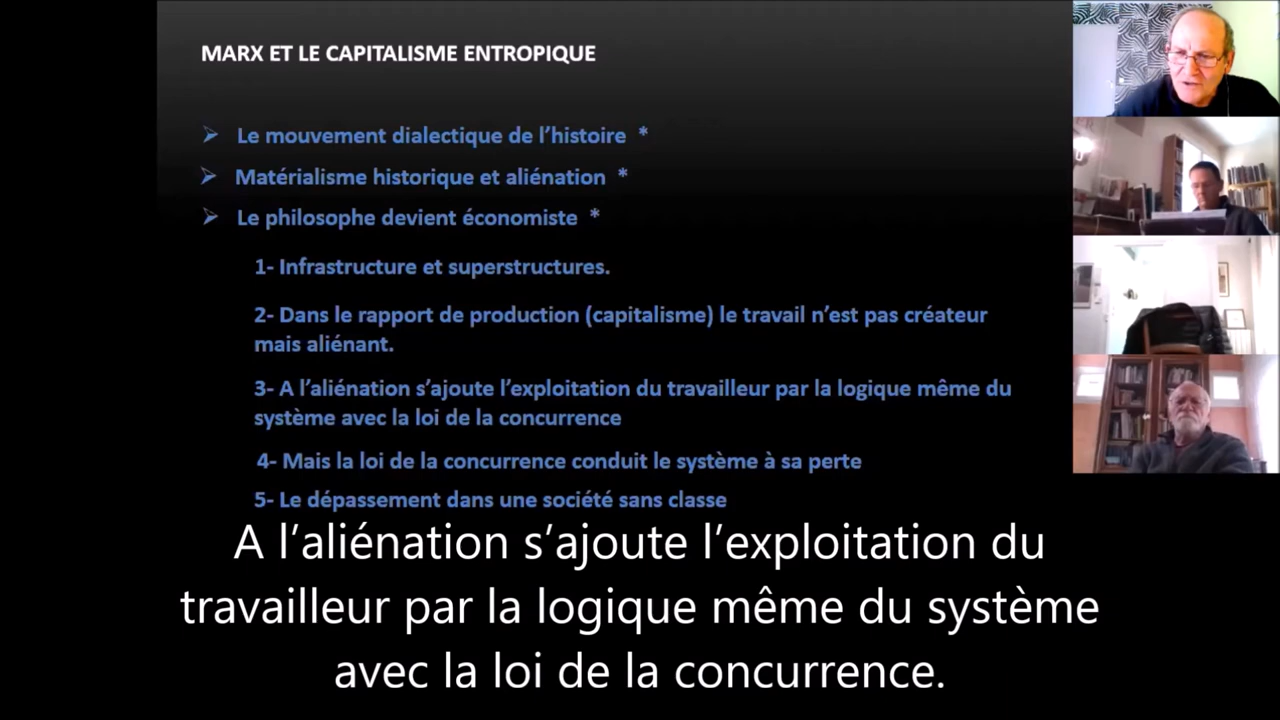 MARX ET LE CAPITALISME ENTROPIQUE
➢ Le mouvement dialectique de l’histoire *
➢ Matérialisme historique et aliénation *
➢ Le philosophe devient économiste *
1- Infrastructure et superstructures.
2- Dans le rapport de production (capitalisme) le travail n’est pas créateur
mais aliénant.
3- A l’aliénation s’ajoute l’exploitation du travailleur par la logique même du
système avec la loi de la concurrence
4- Mais la loi de la concurrence conduit le système à sa perte
5- Le dépassement dans une société sans classe
A l’aliénation s’ajoute l’exploitation du
travailleur par la logique même du système
avec la loi de la concurrence.